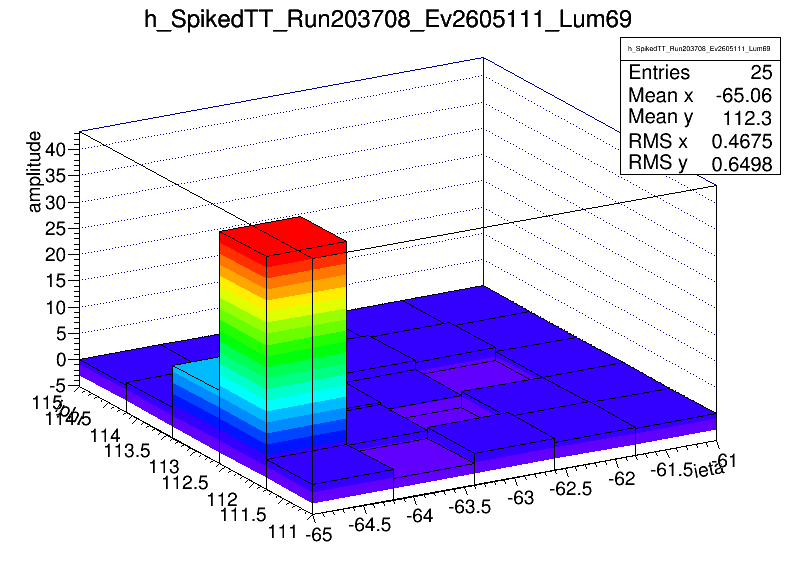 h_SpikedTT_Run203708_Ev2605111_Lum69
h_SpikedTT_Run203708_Ev2605111_Lum69
Entries 25
Mean x -65.06
Mean y 112.3
RMS x 0.4675
RMS y 0.6498
amplitude
40
35
30
25
20
15
10
5
0
-5
115
114.5
114
113.5
113
112.5
112
111.5
111
iphi
-65
-64.5
-64
-63.5
-63
-62.5
-62
-61.5
-61
ieta